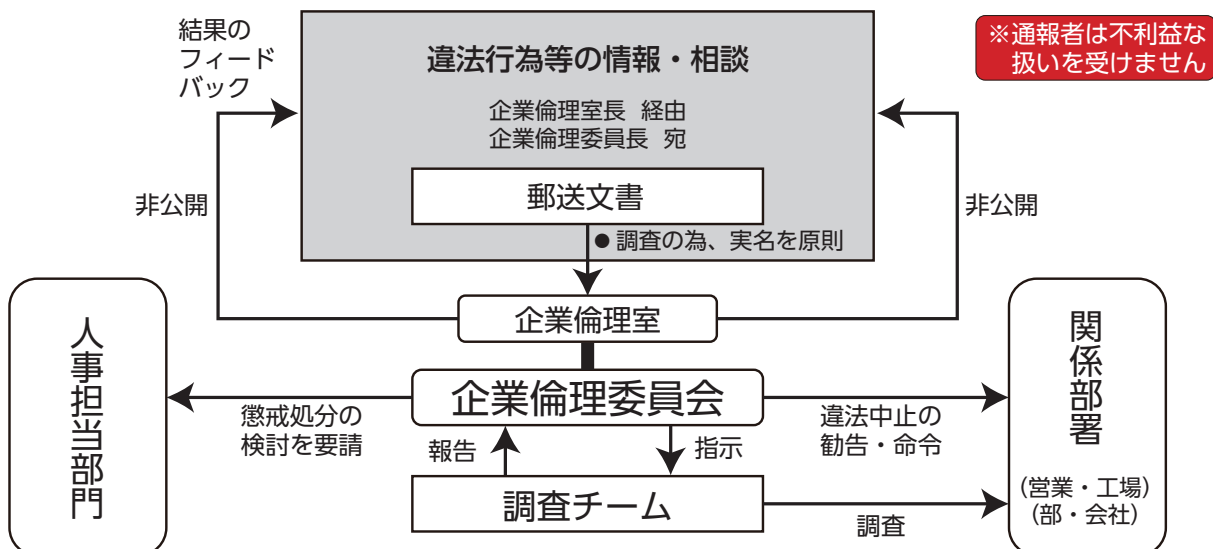 結果の
フィード
バック
違法行為等の情報・相談
※通報者は不利益な
扱いを受けません
企業倫理室長 経由
企業倫理委員長 宛
郵送文書
非公開
非公開
●調査の為、実名を原則
企業倫理室
人事担当部門
関係部署
(営業・工場)
(部・会社)
企業倫理委員会
懲戒処分の
検討を要請
違法中止の
勧告・命令
報告
指示
調査チーム
調査